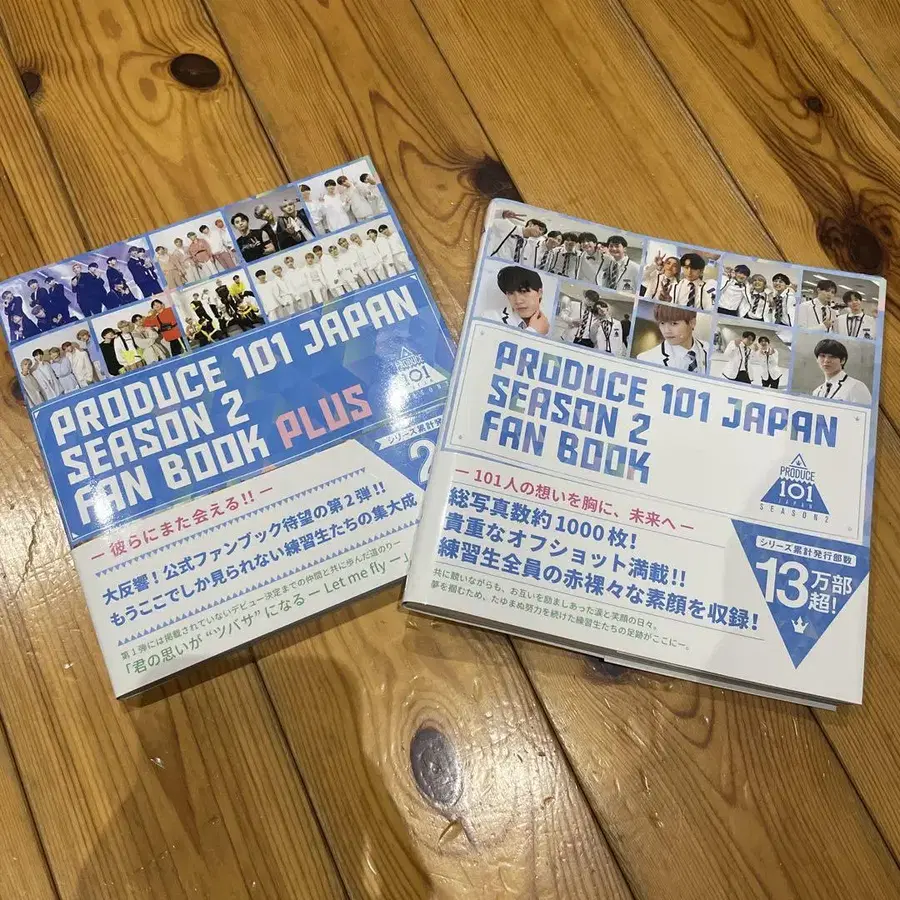 PRODUCE 101 JAPAN
SEASON 2
FAN BOOK PLUS
シリーズ累計発
2
— 彼らにまた会える!! —
大反響!公式ファンブック待望の第2弾!!
もうここでしか見られない練習生たちの集大成
第1弾には掲載されていないデビュー決定までの仲間と共に歩んだ道のり—
「君の思いが“ツバサ”になる — Let me fly —」
PRODUCE 101 JAPAN
SEASON 2
FAN BOOK
PRODUCE
101
JAPAN
SEASON2
— 101人の想いを胸に、未来へ —
総写真数約1000枚!
貴重なオフショット満載!!
練習生全員の赤裸々な素顔を収録!
共に競いながらも、お互いを励ましあった涙と笑顔の日々。
夢を掴むため、たゆまぬ努力を続けた練習生たちの足跡がここに—。
シリーズ累計発行部数
13万部
超!